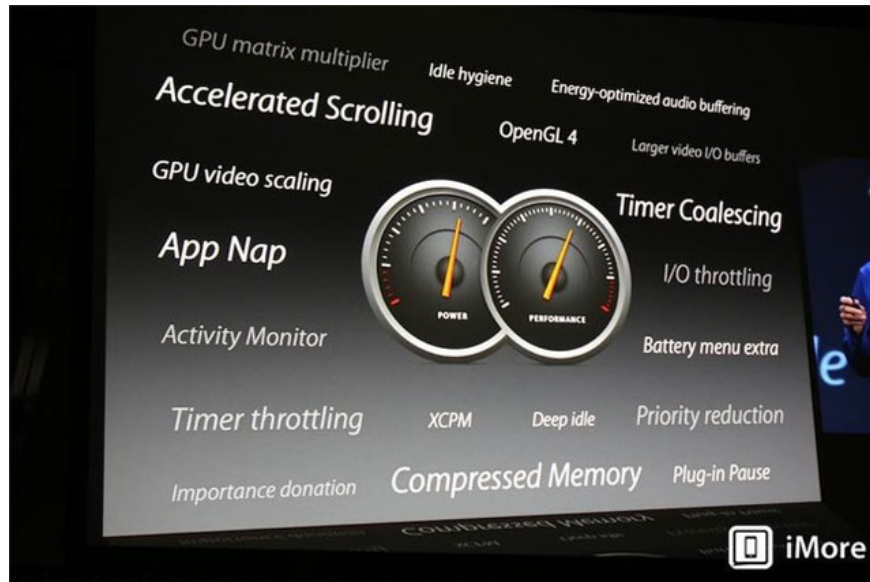 GPU matrix multiplier
Idle hygiene
Energy-optimized audio buffering
Accelerated Scrolling
OpenGL 4
Larger video I/O buffers
GPU video scaling
Timer Coalescing
App Nap
I/O throttling
POWER
PERFORMANCE
Activity Monitor
Battery menu extra
Timer throttling
XCPM
Deep idle
Priority reduction
Importance donation
Compressed Memory
Plug-in Pause
iMore